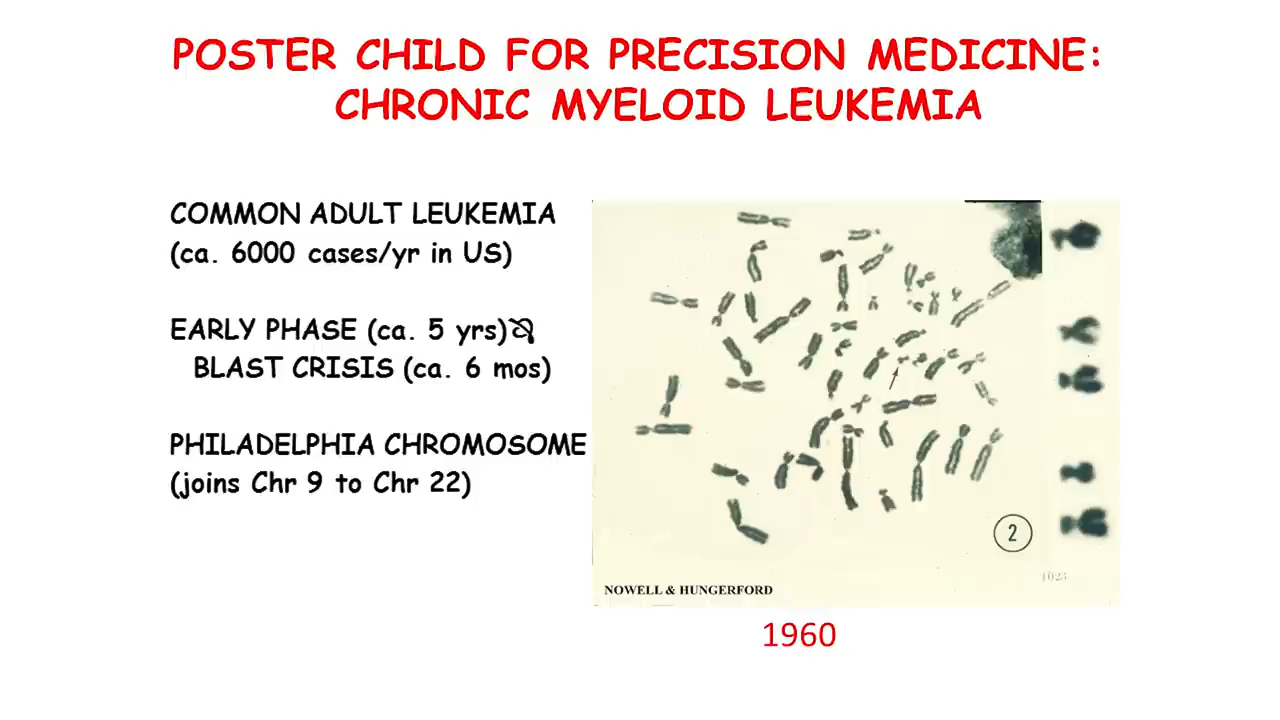 POSTER CHILD FOR PRECISION MEDICINE:
CHRONIC MYELOID LEUKEMIA
COMMON ADULT LEUKEMIA
(ca. 6000 cases/yr in US)
EARLY PHASE (ca. 5 yrs)
BLAST CRISIS (ca. 6 mos)
PHILADELPHIA CHROMOSOME
(joins Chr 9 to Chr 22)
2
1023
NOWELL & HUNGERFORD
1960